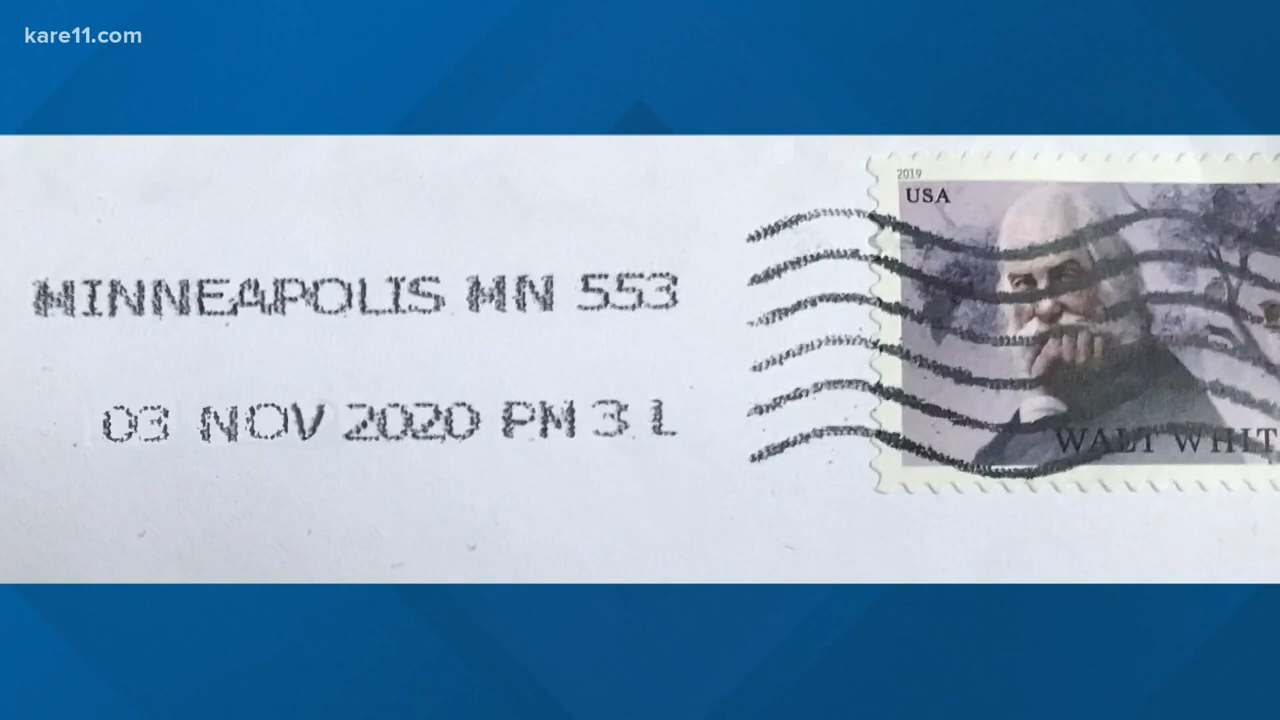 kare11.com
2019
USA
MINNEAPOLIS MN 553
03 NOV 2020 PM 3 L
WALT WHIT